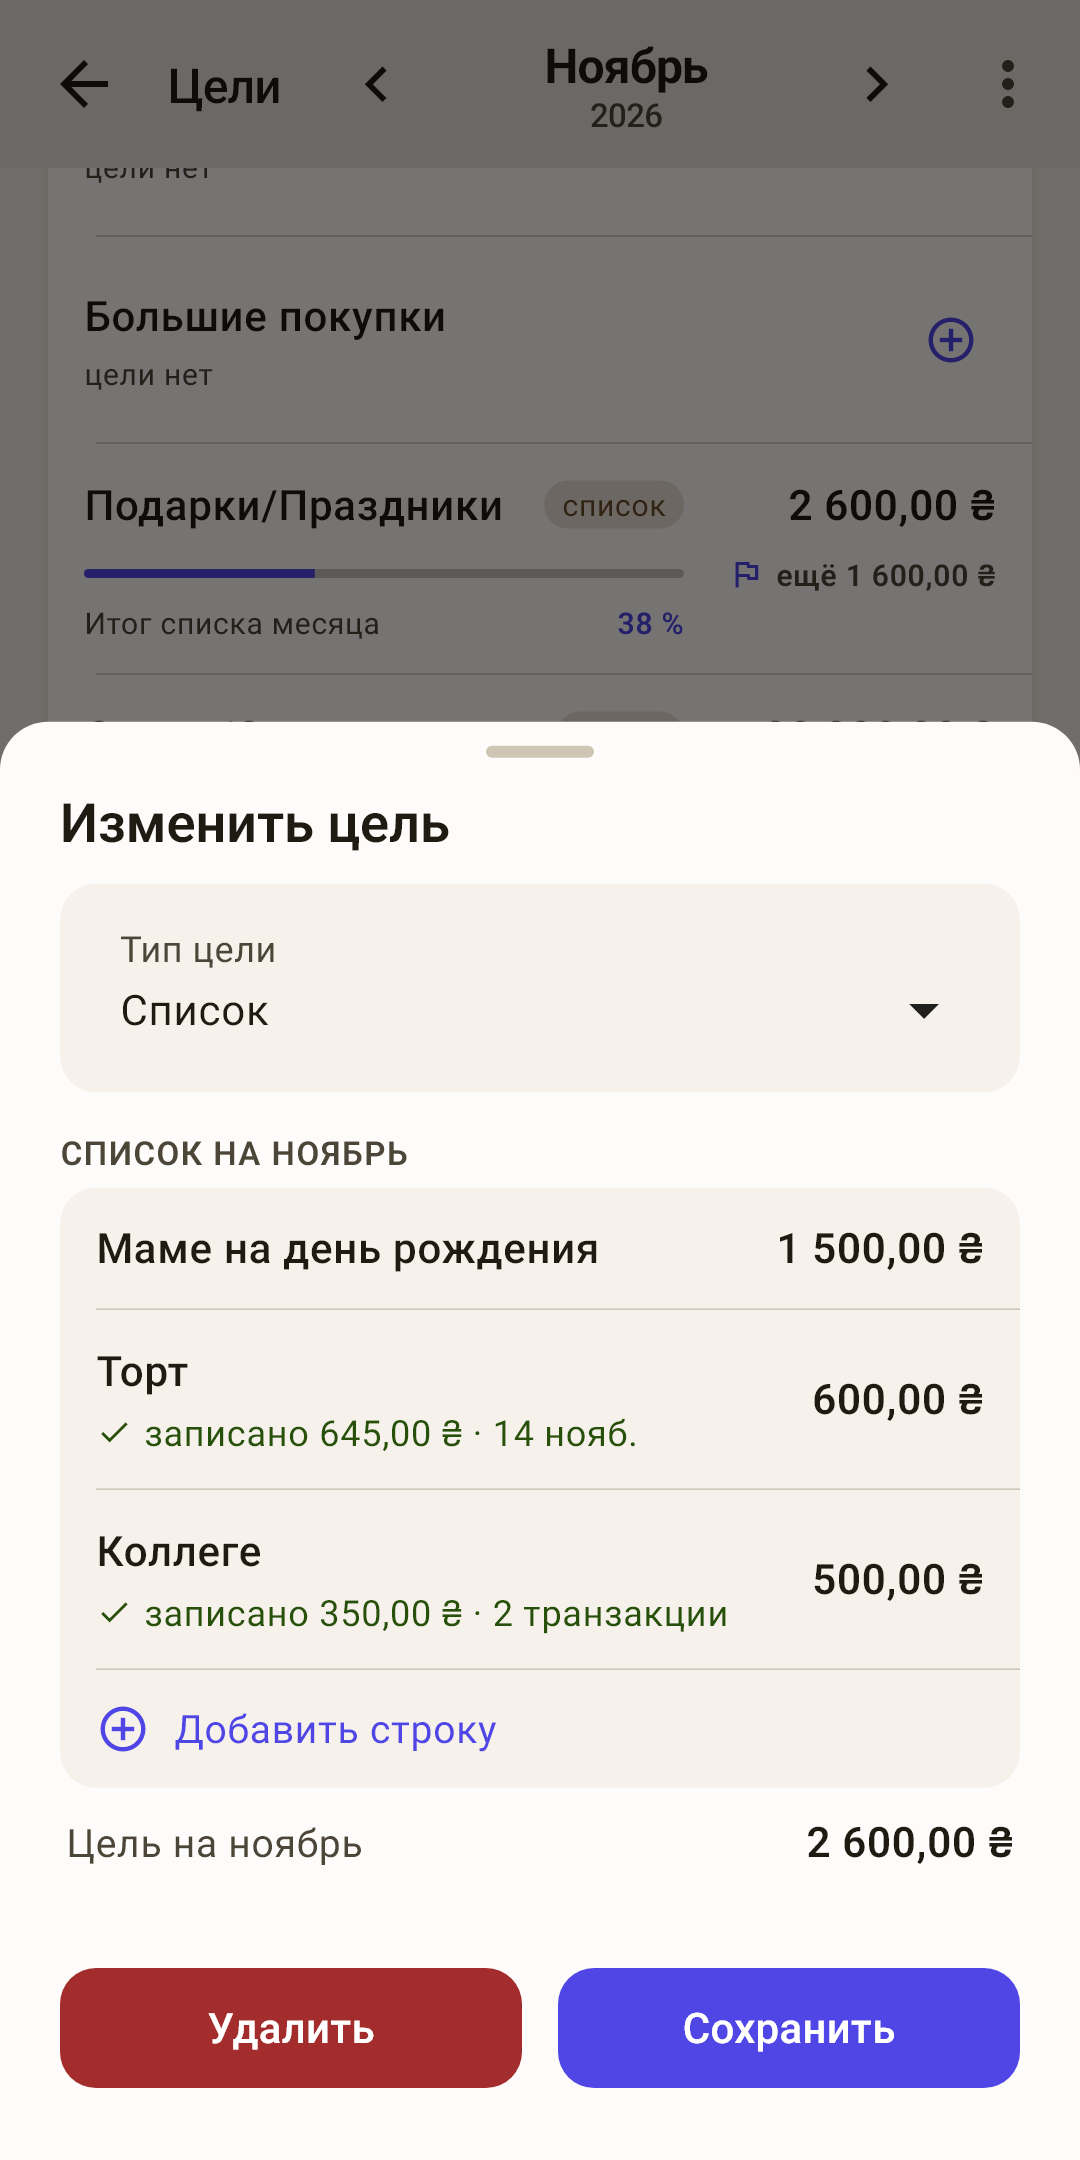 Цели
Ноябрь
2026
цели нет
Большие покупки
цели нет
Подарки/Праздники
список
2 600,00 ₴
ещё 1 600,00 ₴
Итог списка месяца
38 %
Изменить цель
Тип цели
Список
СПИСОК НА НОЯБРЬ
Маме на день рождения
1 500,00 ₴
Торт
600,00 ₴
записано 645,00 ₴ · 14 нояб.
Коллеге
500,00 ₴
записано 350,00 ₴ · 2 транзакции
Добавить строку
Цель на ноябрь
2 600,00 ₴
Удалить
Сохранить